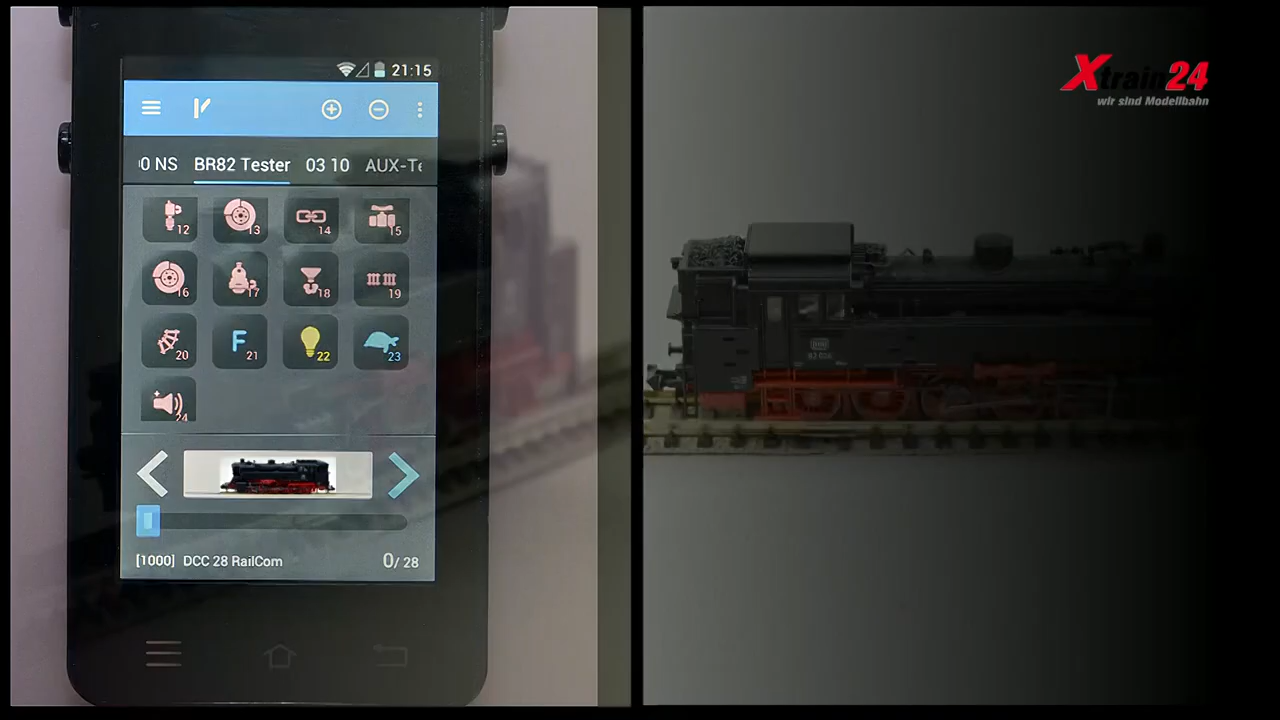 21:15
0 NS BR82 Tester 03 10 AUX-Te
12 13 14 15
16 17 18 19
20 F 21 22 23
24
[1000] DCC 28 RailCom 0/ 28
Xtrain24
wir sind Modellbahn